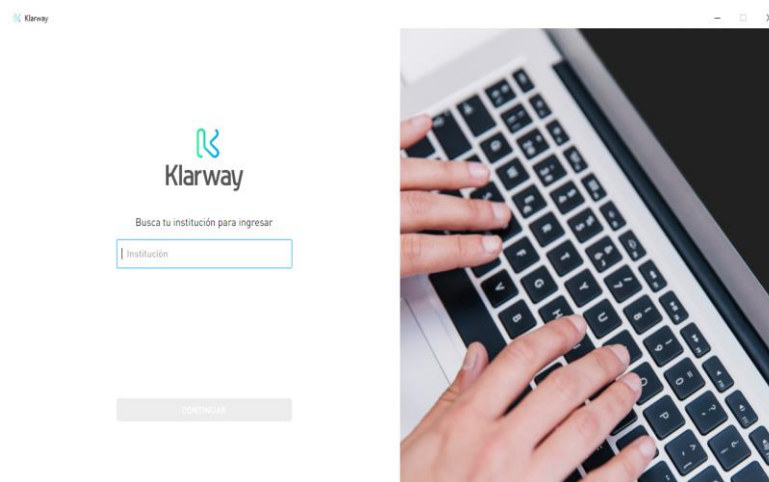 Klarway
Klarway
Busca tu institución para ingresar
Institución
CONTINUAR